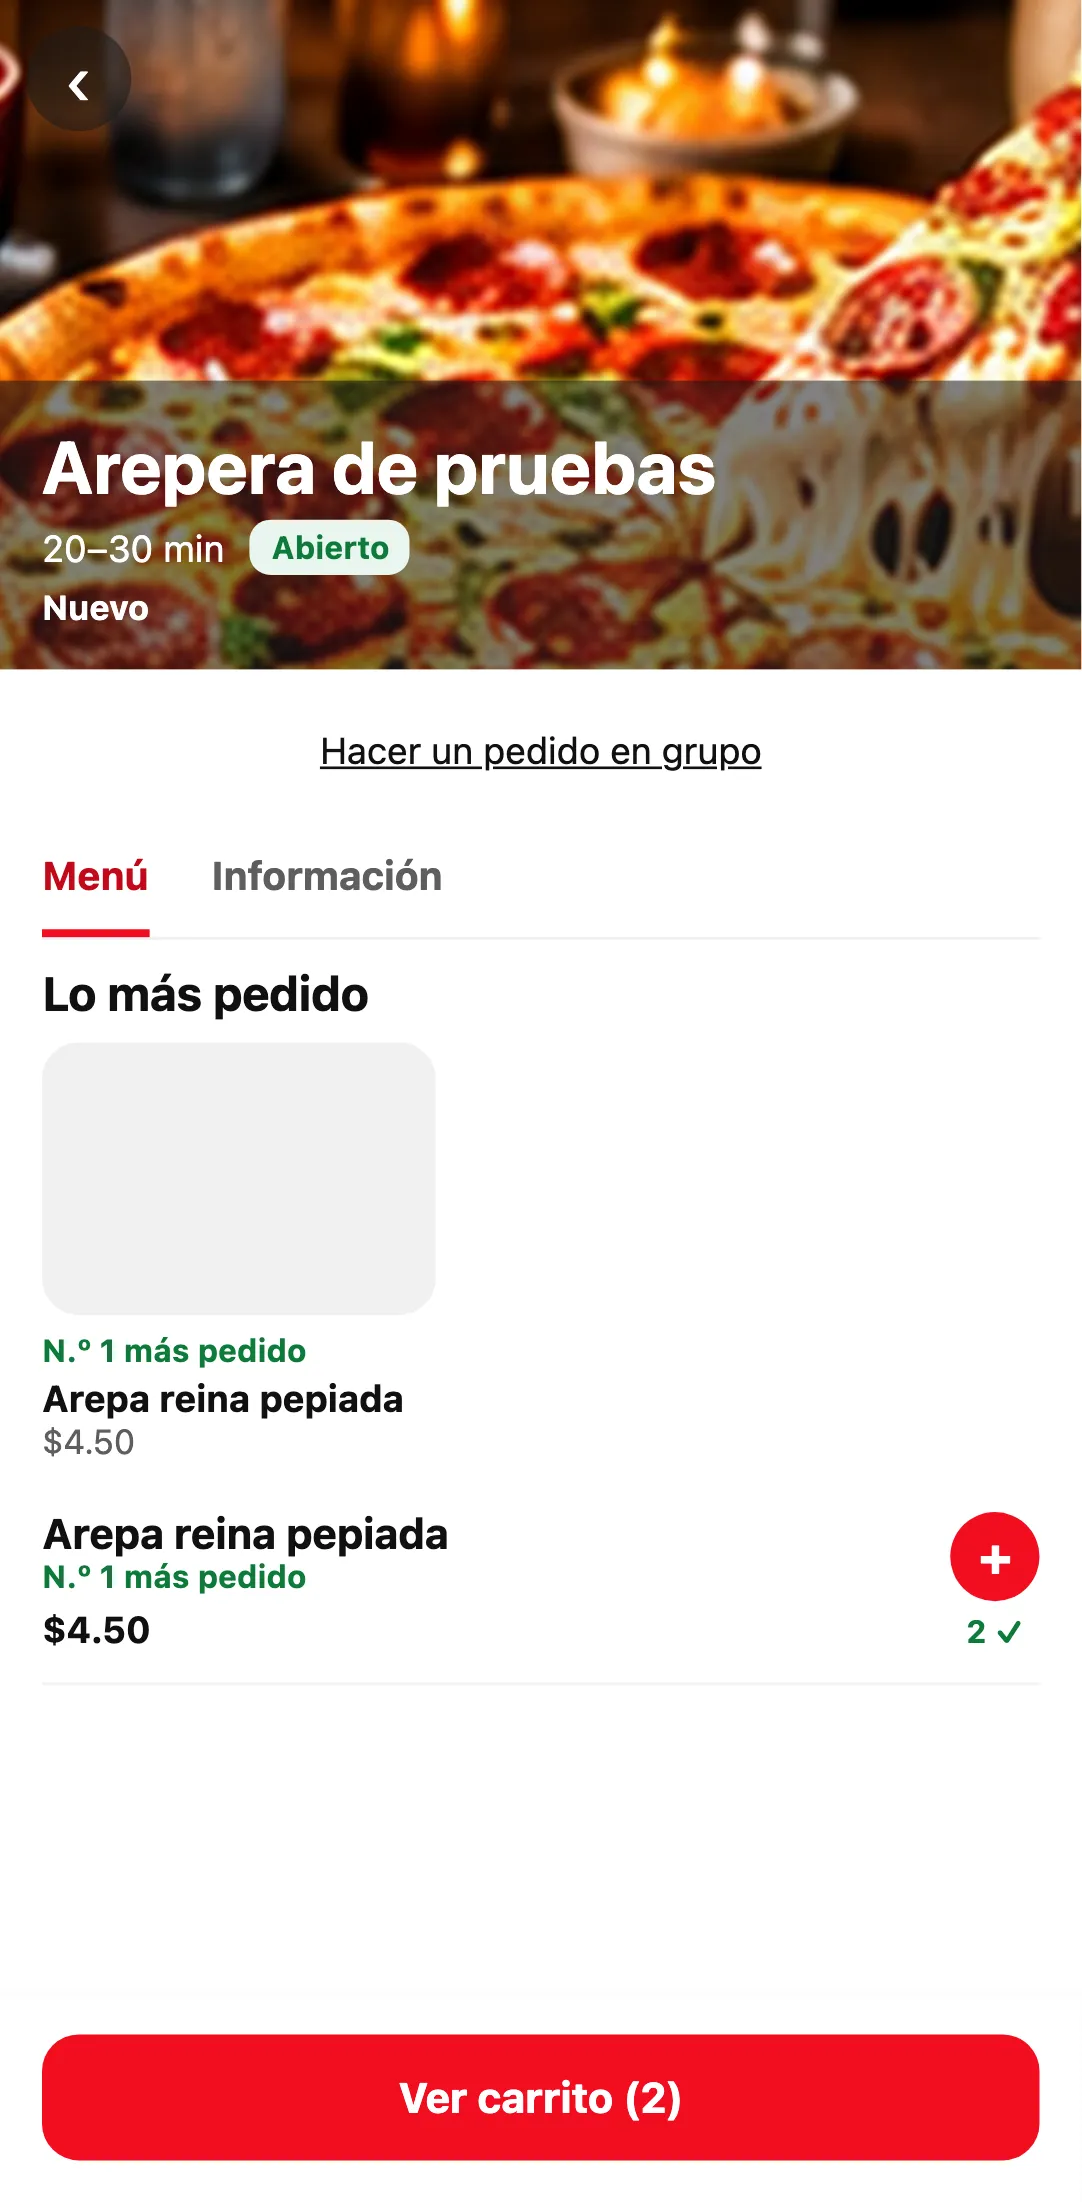 Arepera de pruebas
20–30 min Abierto
Nuevo
Hacer un pedido en grupo
Menú Información
Lo más pedido
N.º 1 más pedido
Arepa reina pepiada
$4.50
Arepa reina pepiada
N.º 1 más pedido
$4.50
2 ✓
Ver carrito (2)